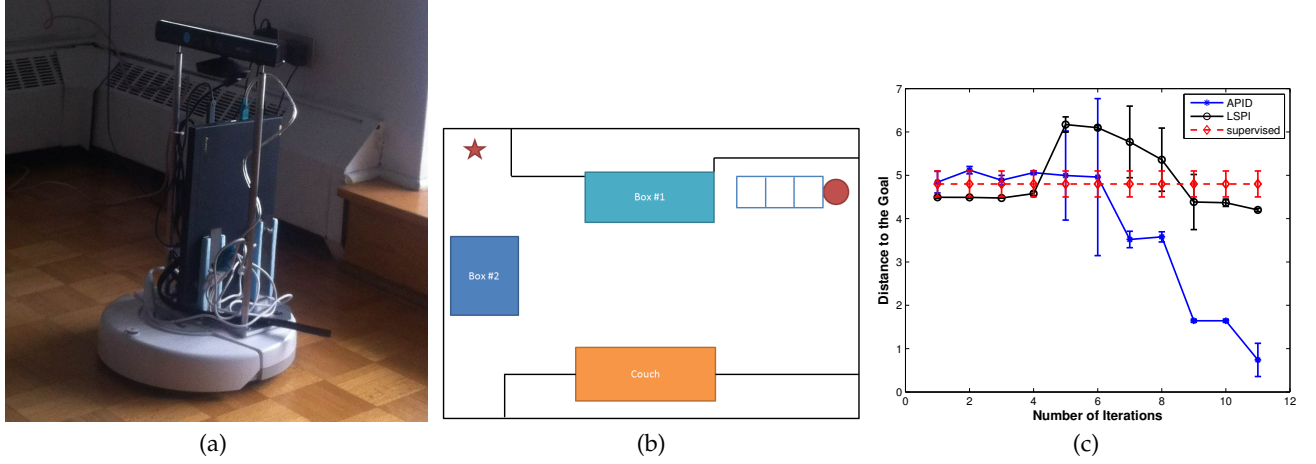 Box #1
Box #2
Couch
7
6
5
4
3
2
1
0
0
2
4
6
8
10
12
Distance to the Goal
Number of Iterations
APID
LSPI
supervised
(a)
(b)
(c)